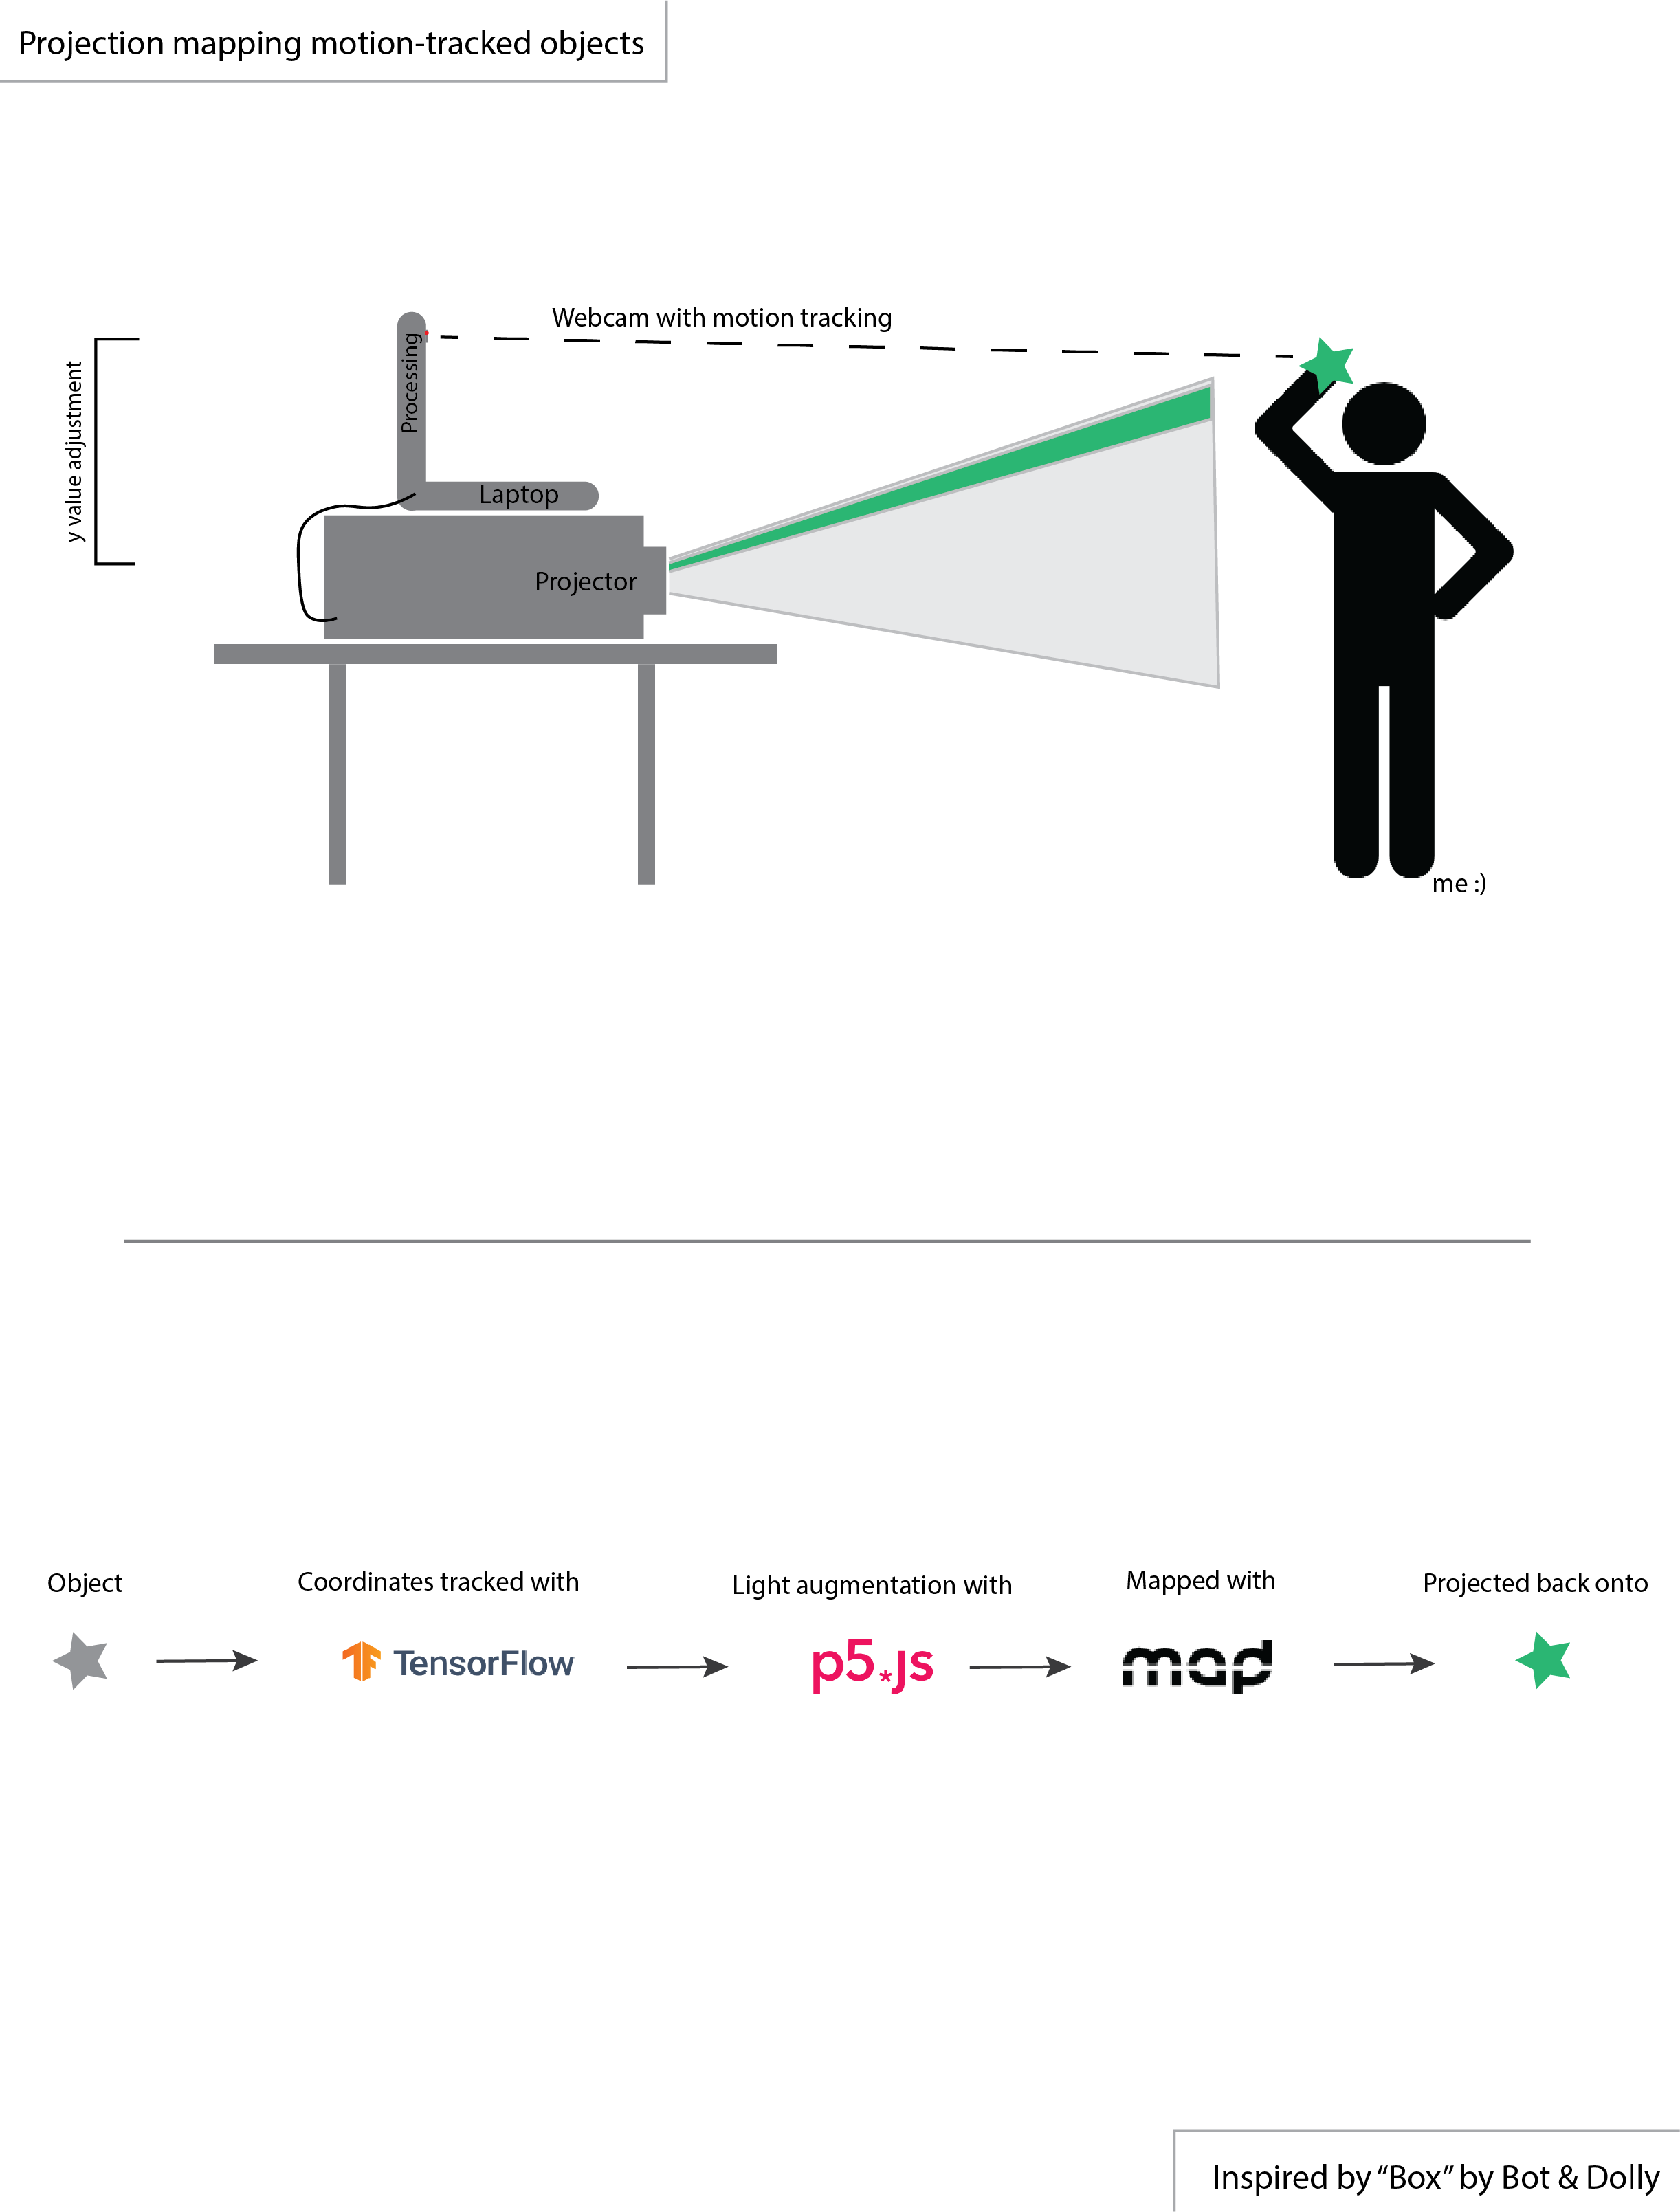 Projection mapping motion-tracked objects
Webcam with motion tracking
y value adjustment
Processing
Laptop
Projector
me :)
Object
Coordinates tracked with
TensorFlow
Light augmentation with
p5*js
Mapped with
map
Projected back onto
Inspired by “Box” by Bot & Dolly